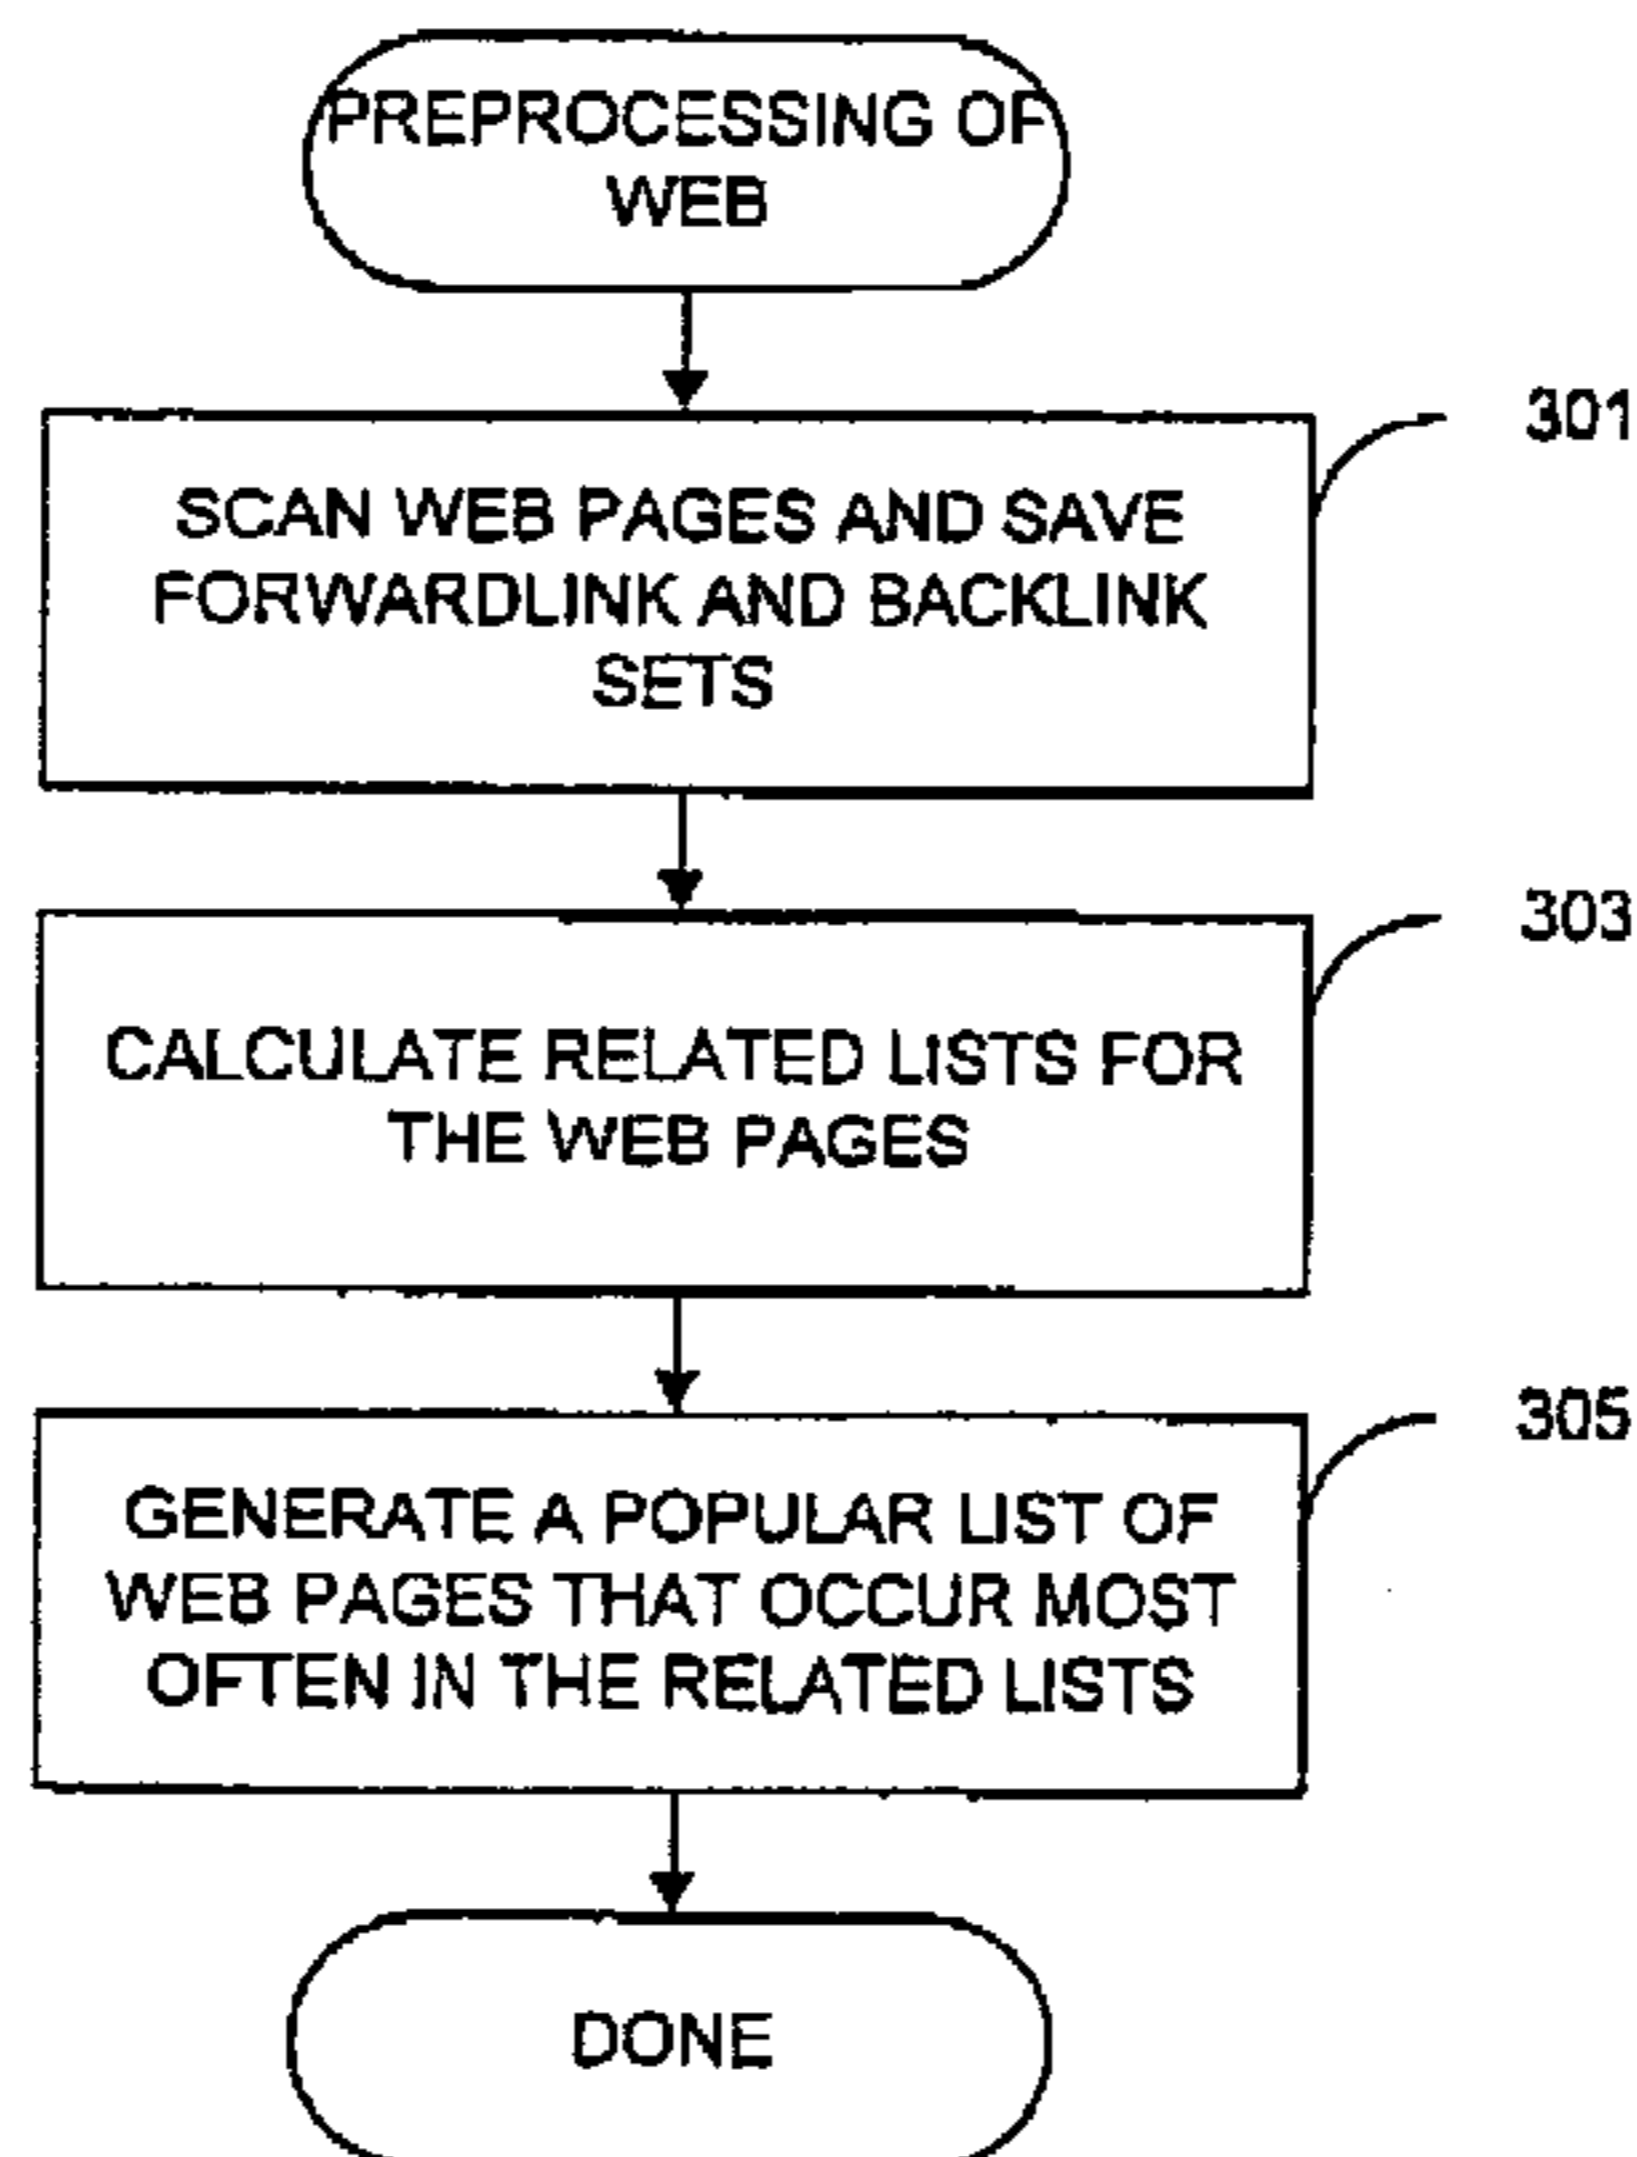 PREPROCESSING OF
WEB
301
SCAN WEB PAGES AND SAVE
FORWARDLINK AND BACKLINK
SETS
303
CALCULATE RELATED LISTS FOR
THE WEB PAGES
305
GENERATE A POPULAR LIST OF
WEB PAGES THAT OCCUR MOST
OFTEN IN THE RELATED LISTS
DONE